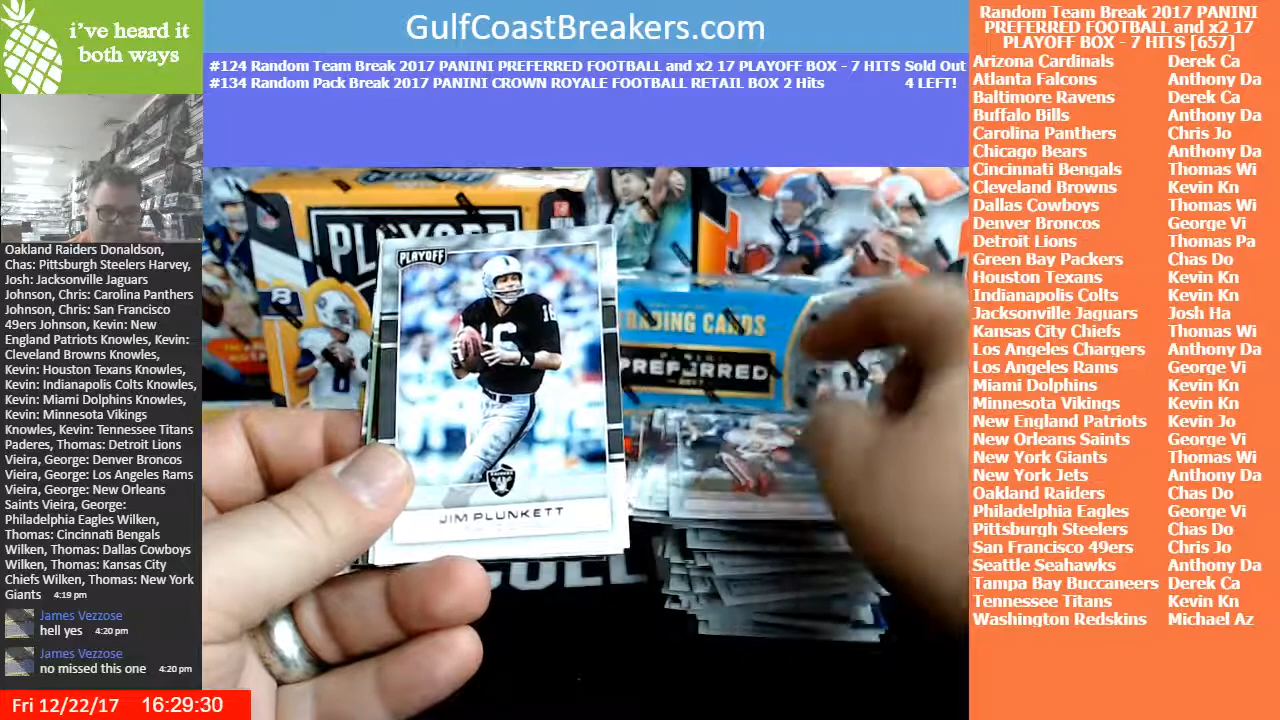 i've heard it
both ways
GulfCoastBreakers.com
#124 Random Team Break 2017 PANINI PREFERRED FOOTBALL and x2 17 PLAYOFF BOX - 7 HITS Sold Out
#134 Random Pack Break 2017 PANINI CROWN ROYALE FOOTBALL RETAIL BOX 2 Hits 4 LEFT!
Oakland Raiders Donaldson,
Chas: Pittsburgh Steelers Harvey,
Josh: Jacksonville Jaguars
Johnson, Chris: Carolina Panthers
Johnson, Chris: San Francisco
49ers Johnson, Kevin: New
England Patriots Knowles, Kevin:
Cleveland Browns Knowles,
Kevin: Houston Texans Knowles,
Kevin: Indianapolis Colts Knowles,
Kevin: Miami Dolphins Knowles,
Kevin: Minnesota Vikings
Knowles, Kevin: Tennessee Titans
Paderes, Thomas: Detroit Lions
Vieira, George: Denver Broncos
Vieira, George: Los Angeles Rams
Vieira, George: New Orleans
Saints Vieira, George:
Philadelphia Eagles Wilken,
Thomas: Cincinnati Bengals
Wilken, Thomas: Dallas Cowboys
Wilken, Thomas: Kansas City
Chiefs Wilken, Thomas: New York
Giants 4:19 pm
James Vezzose
hell yes 4:20 pm
James Vezzose
no missed this one 4:20 pm
Fri 12/22/17 16:29:30
PLAYOFF
PLAYOFF
16
JIM PLUNKETT
RAIDERS
8
TRADING CARDS
PANINI
PREFERRED
Random Team Break 2017 PANINI
PREFERRED FOOTBALL and x2 17
PLAYOFF BOX - 7 HITS [657]
Arizona Cardinals Derek Ca
Atlanta Falcons Anthony Da
Baltimore Ravens Derek Ca
Buffalo Bills Anthony Da
Carolina Panthers Chris Jo
Chicago Bears Anthony Da
Cincinnati Bengals Thomas Wi
Cleveland Browns Kevin Kn
Dallas Cowboys Thomas Wi
Denver Broncos George Vi
Detroit Lions Thomas Pa
Green Bay Packers Chas Do
Houston Texans Kevin Kn
Indianapolis Colts Kevin Kn
Jacksonville Jaguars Josh Ha
Kansas City Chiefs Thomas Wi
Los Angeles Chargers Anthony Da
Los Angeles Rams George Vi
Miami Dolphins Kevin Kn
Minnesota Vikings Kevin Kn
New England Patriots Kevin Jo
New Orleans Saints George Vi
New York Giants Thomas Wi
New York Jets Anthony Da
Oakland Raiders Chas Do
Philadelphia Eagles George Vi
Pittsburgh Steelers Chas Do
San Francisco 49ers Chris Jo
Seattle Seahawks Anthony Da
Tampa Bay Buccaneers Derek Ca
Tennessee Titans Kevin Kn
Washington Redskins Michael Az